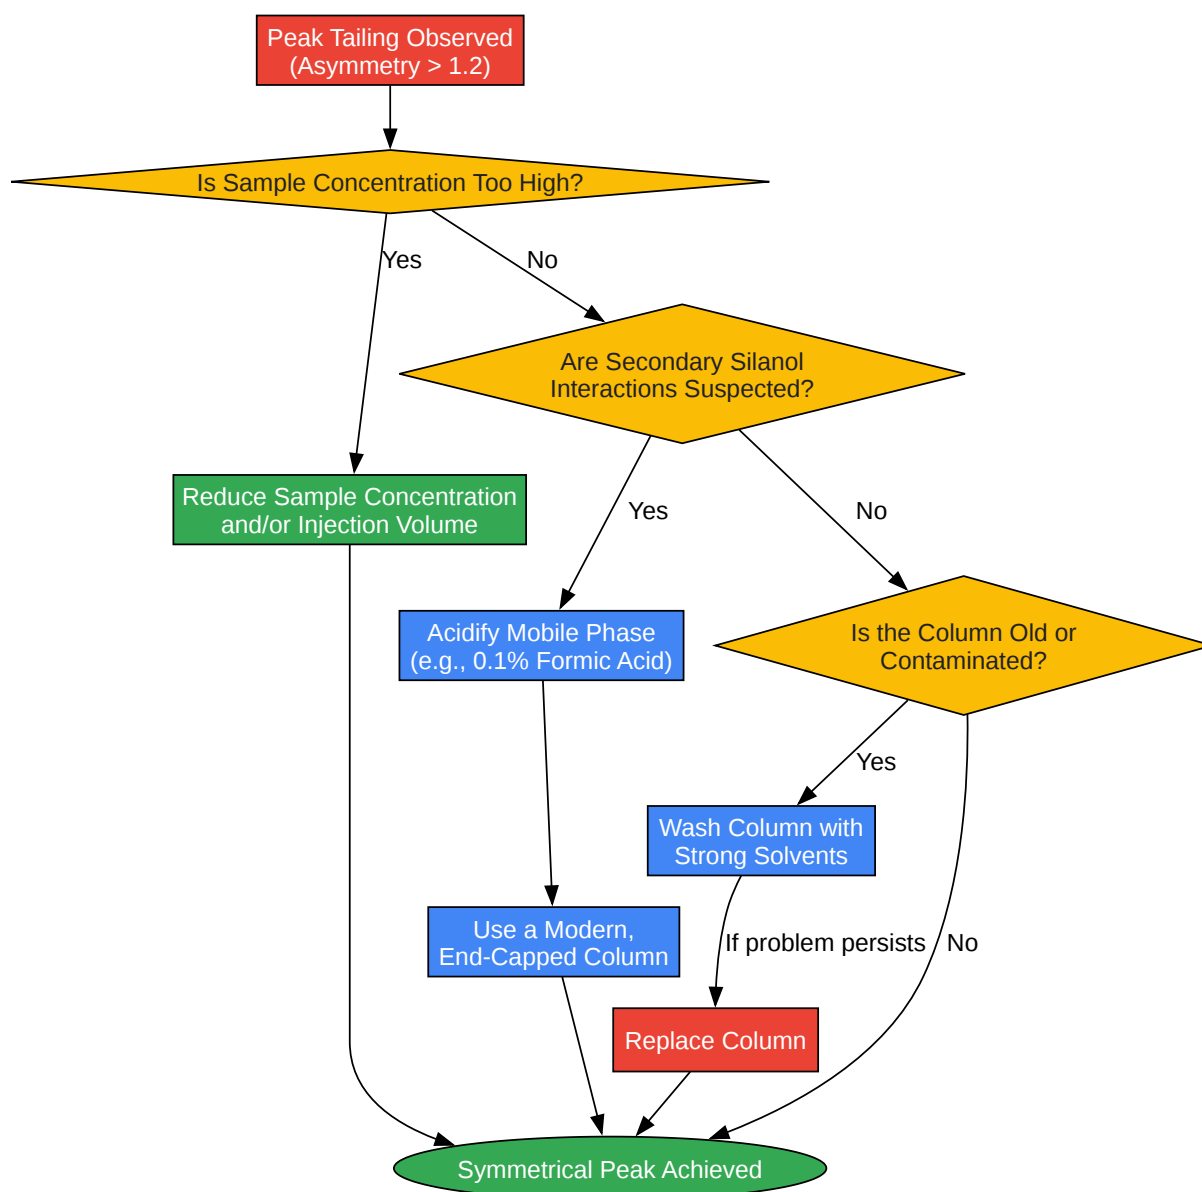 Peak Tailing Observed
(Asymmetry > 1.2)
Is Sample Concentration Too High?
Yes
No
Are Secondary Silanol
Interactions Suspected?
Reduce Sample Concentration
and/or Injection Volume
Yes
No
Acidify Mobile Phase
(e.g., 0.1% Formic Acid)
Is the Column Old or
Contaminated?
Yes
Wash Column with
Strong Solvents
Use a Modern,
End-Capped Column
If problem persists
No
Replace Column
Symmetrical Peak Achieved